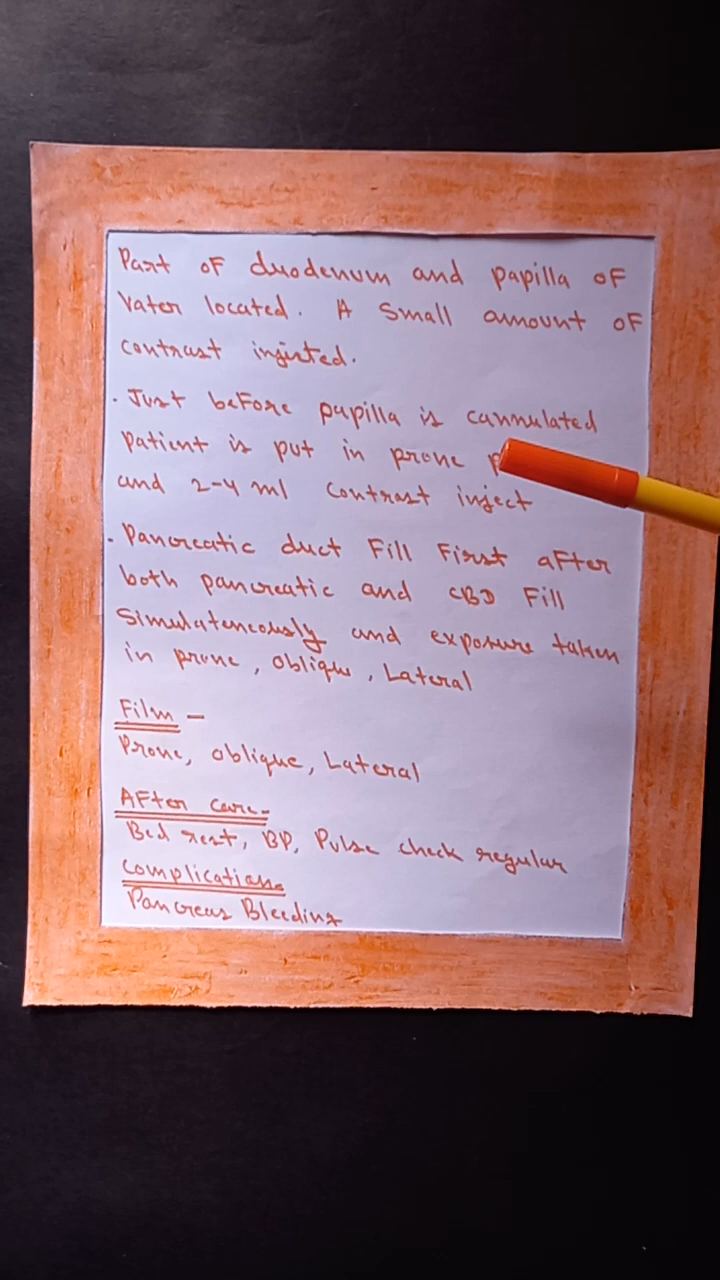 Part of duodenum and papilla of
Vater located. A small amount of
contrast injected.
. Just before papilla is cannulated
patient is put in prone p
and 2-4 ml contrast inject
. Pancreatic duct fill first after
both pancreatic and CBD fill
simulateneously and exposure taken
in prone, oblique, Lateral
Film -
Prone, oblique, Lateral
After care-
Bed rest, BP, Pulse check regular
Complication-
Pancreas Bleeding